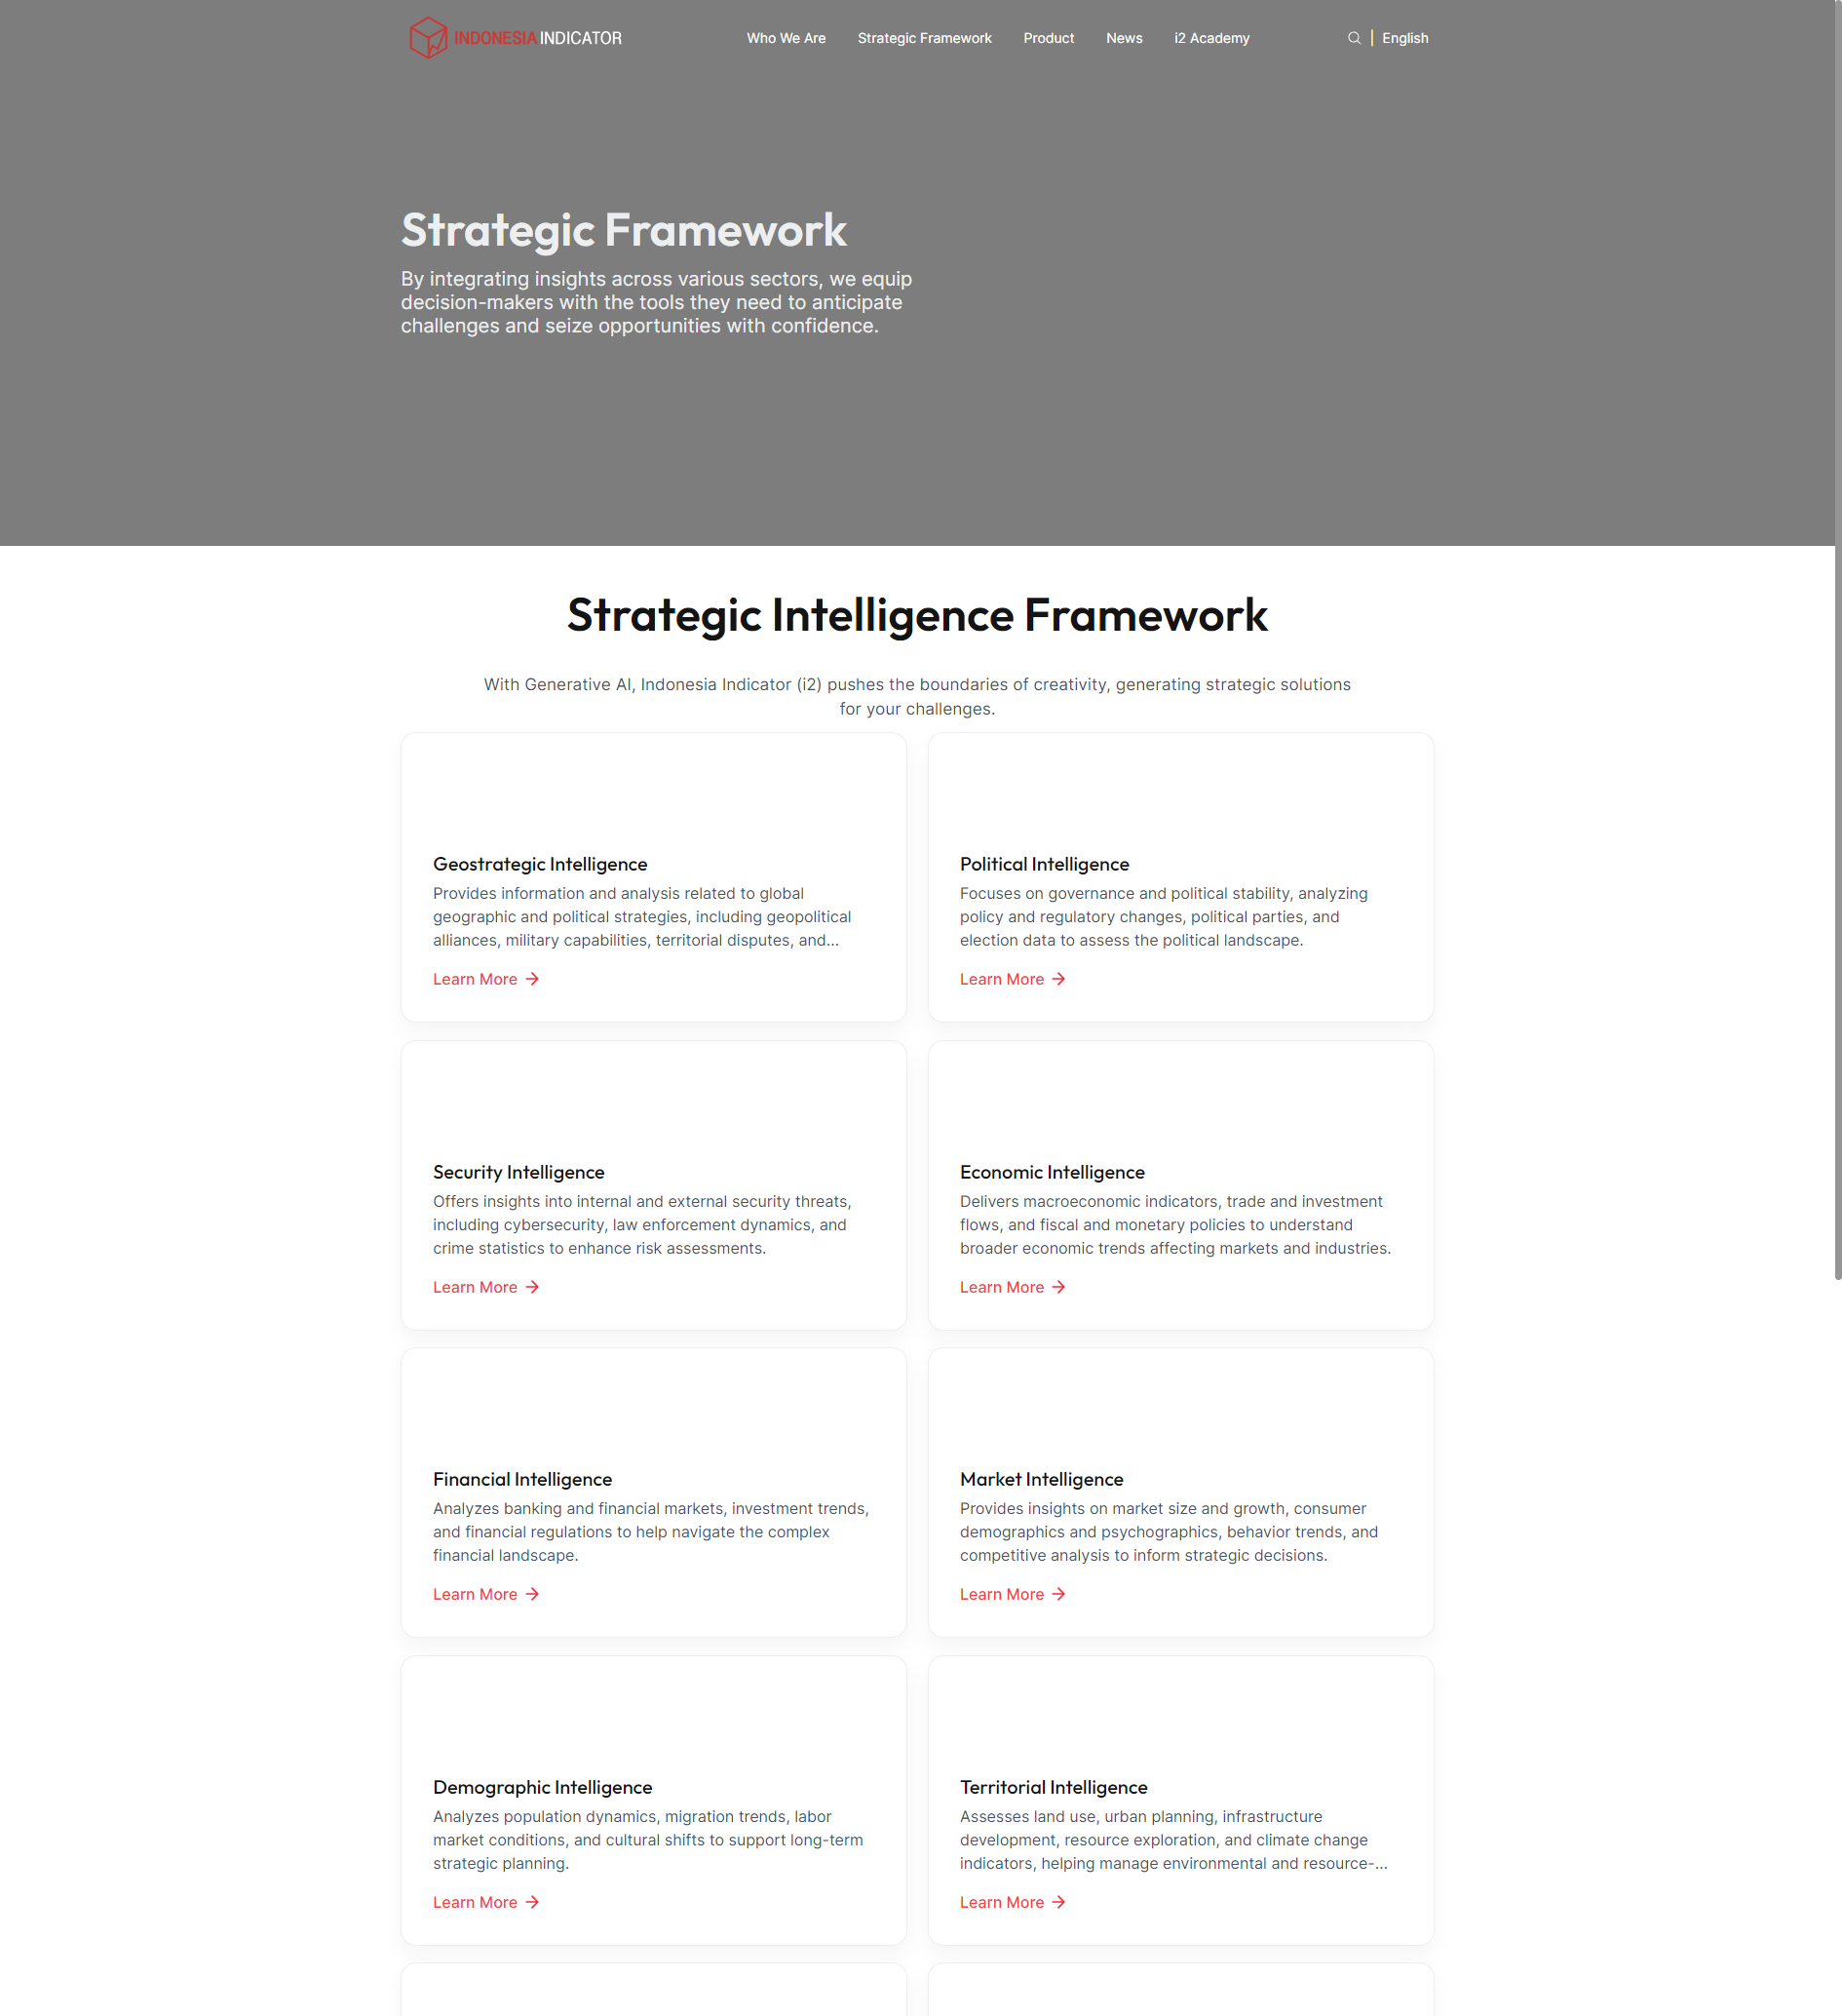 INDONESIA INDICATOR
Who We Are
Strategic Framework
Product
News
i2 Academy
English
Strategic Framework
By integrating insights across various sectors, we equip
decision-makers with the tools they need to anticipate
challenges and seize opportunities with confidence.
Strategic Intelligence Framework
With Generative AI, Indonesia Indicator (i2) pushes the boundaries of creativity, generating strategic solutions
for your challenges.
Geostrategic Intelligence
Provides information and analysis related to global
geographic and political strategies, including geopolitical
alliances, military capabilities, territorial disputes, and...
Learn More
Political Intelligence
Focuses on governance and political stability, analyzing
policy and regulatory changes, political parties, and
election data to assess the political landscape.
Learn More
Security Intelligence
Offers insights into internal and external security threats,
including cybersecurity, law enforcement dynamics, and
crime statistics to enhance risk assessments.
Learn More
Economic Intelligence
Delivers macroeconomic indicators, trade and investment
flows, and fiscal and monetary policies to understand
broader economic trends affecting markets and industries.
Learn More
Financial Intelligence
Analyzes banking and financial markets, investment trends,
and financial regulations to help navigate the complex
financial landscape.
Learn More
Market Intelligence
Provides insights on market size and growth, consumer
demographics and psychographics, behavior trends, and
competitive analysis to inform strategic decisions.
Learn More
Demographic Intelligence
Analyzes population dynamics, migration trends, labor
market conditions, and cultural shifts to support long-term
strategic planning.
Learn More
Territorial Intelligence
Assesses land use, urban planning, infrastructure
development, resource exploration, and climate change
indicators, helping manage environmental and resource-...
Learn More